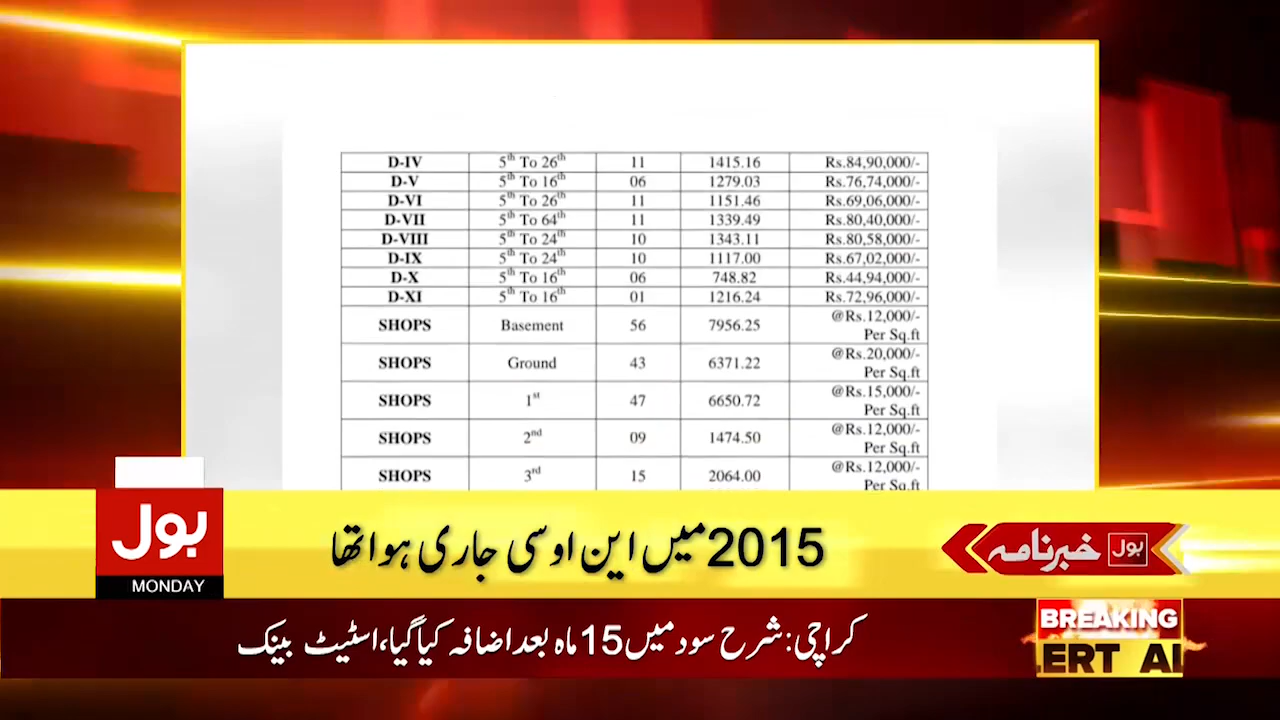 D-IV 5th To 26th 11 1415.16 Rs.84,90,000/-
D-V 5th To 16th 06 1279.03 Rs.76,74,000/-
D-VI 5th To 26th 11 1151.46 Rs.69,06,000/-
D-VII 5th To 64th 11 1339.49 Rs.80,40,000/-
D-VIII 5th To 24th 10 1343.11 Rs.80,58,000/-
D-IX 5th To 24th 10 1117.00 Rs.67,02,000/-
D-X 5th To 16th 06 748.82 Rs.44,94,000/-
D-XI 5th To 16th 01 1216.24 Rs.72,96,000/-
SHOPS Basement 56 7956.25 @Rs.12,000/-
Per Sq.ft
SHOPS Ground 43 6371.22 @Rs.20,000/-
Per Sq.ft
SHOPS 1st 47 6650.72 @Rs.15,000/-
Per Sq.ft
SHOPS 2nd 09 1474.50 @Rs.12,000/-
Per Sq.ft
SHOPS 3rd 15 2064.00 @Rs.12,000/-
Per Sq.ft
2015 میں این او سی جاری ہوا تھا
بول
MONDAY
بول خبرنامہ
کراچی: شرح سود میں 15 ماہ بعد اضافہ کیا گیا، اسٹیٹ بینک
BREAKING
LERT AL